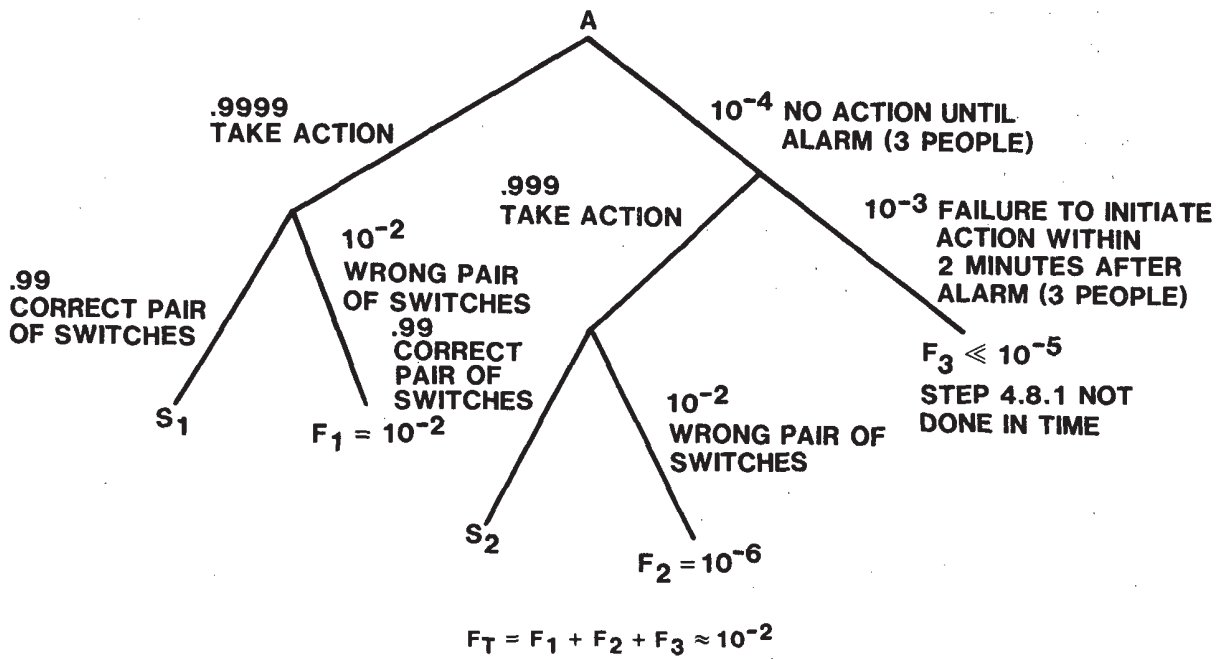 A
.9999
TAKE ACTION
10⁻⁴ NO ACTION UNTIL
ALARM (3 PEOPLE)
.999
TAKE ACTION
10⁻³ FAILURE TO INITIATE
ACTION WITHIN
2 MINUTES AFTER
ALARM (3 PEOPLE)
.99
CORRECT PAIR
OF SWITCHES
10⁻²
WRONG PAIR
OF SWITCHES
.99
CORRECT
PAIR OF
SWITCHES
S₁
F₁ = 10⁻²
10⁻²
WRONG PAIR OF
SWITCHES
F₃ ≪ 10⁻⁵
STEP 4.8.1 NOT
DONE IN TIME
S₂
F₂ = 10⁻⁶
F_T = F₁ + F₂ + F₃ ≈ 10⁻²